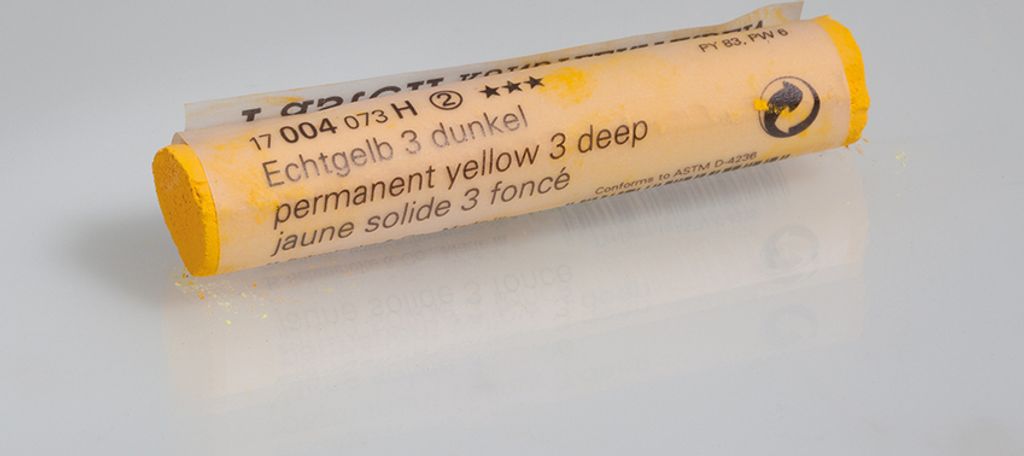 PY 83, PW 6
17 004 073 H ② ★★★
Echtgelb 3 dunkel
permanent yellow 3 deep
jaune solide 3 foncé
Conforms to ASTM D-4236